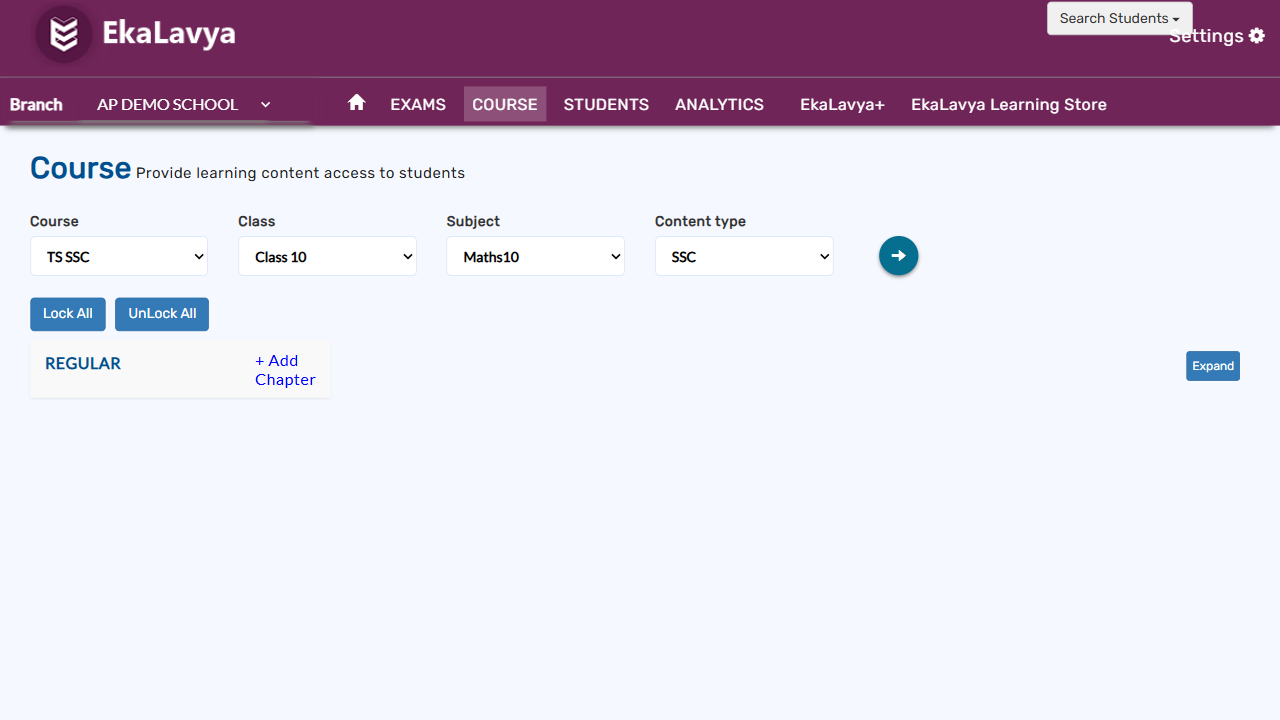 EkaLavya
Search Students
Settings
Branch
AP DEMO SCHOOL
EXAMS
COURSE
STUDENTS
ANALYTICS
EkaLavya+
EkaLavya Learning Store
Course Provide learning content access to students
Course
Class
Subject
Content type
TS SSC
Class 10
Maths10
SSC
Lock All
UnLock All
REGULAR
+ Add
Chapter
Expand